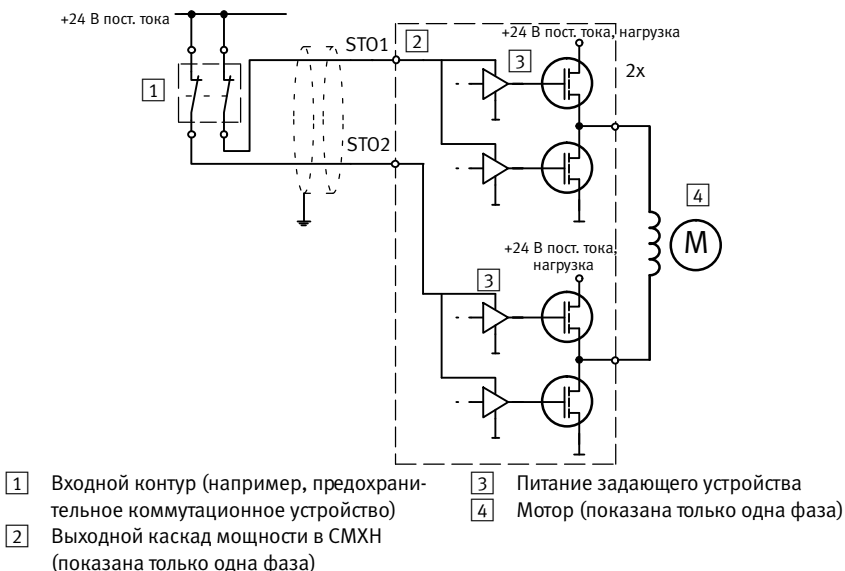 +24 В пост. тока
STO1
2
+24 В пост. тока, нагрузка
3
2x
1
STO2
4
M
+24 В пост. тока,
нагрузка
3
1 Входной контур (например, предохрани-
тельное коммутационное устройство)
2 Выходной каскад мощности в CMXH
(показана только одна фаза)
3 Питание задающего устройства
4 Мотор (показана только одна фаза)